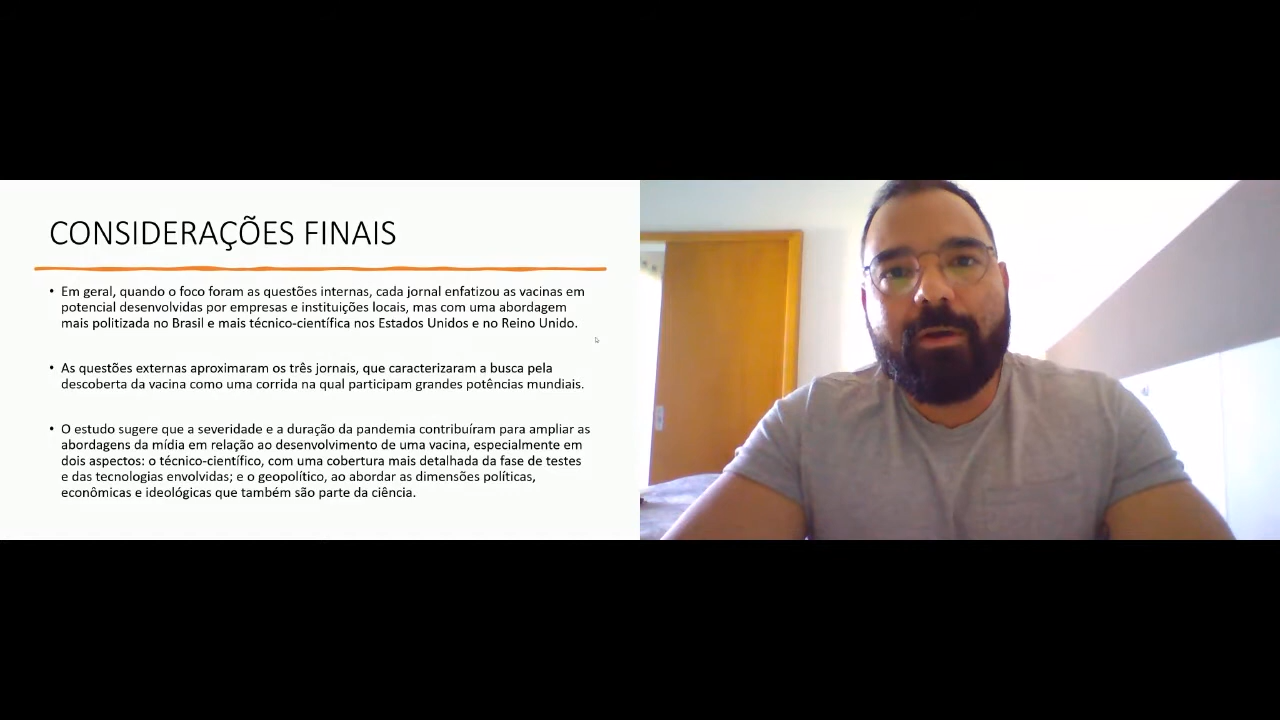 CONSIDERAÇÕES FINAIS
• Em geral, quando o foco foram as questões internas, cada jornal enfatizou as vacinas em
potencial desenvolvidas por empresas e instituições locais, mas com uma abordagem
mais politizada no Brasil e mais técnico-científica nos Estados Unidos e no Reino Unido.
• As questões externas aproximaram os três jornais, que caracterizaram a busca pela
descoberta da vacina como uma corrida na qual participam grandes potências mundiais.
• O estudo sugere que a severidade e a duração da pandemia contribuíram para ampliar as
abordagens da mídia em relação ao desenvolvimento de uma vacina, especialmente em
dois aspectos: o técnico-científico, com uma cobertura mais detalhada da fase de testes
e das tecnologias envolvidas; e o geopolítico, ao abordar as dimensões políticas,
econômicas e ideológicas que também são parte da ciência.